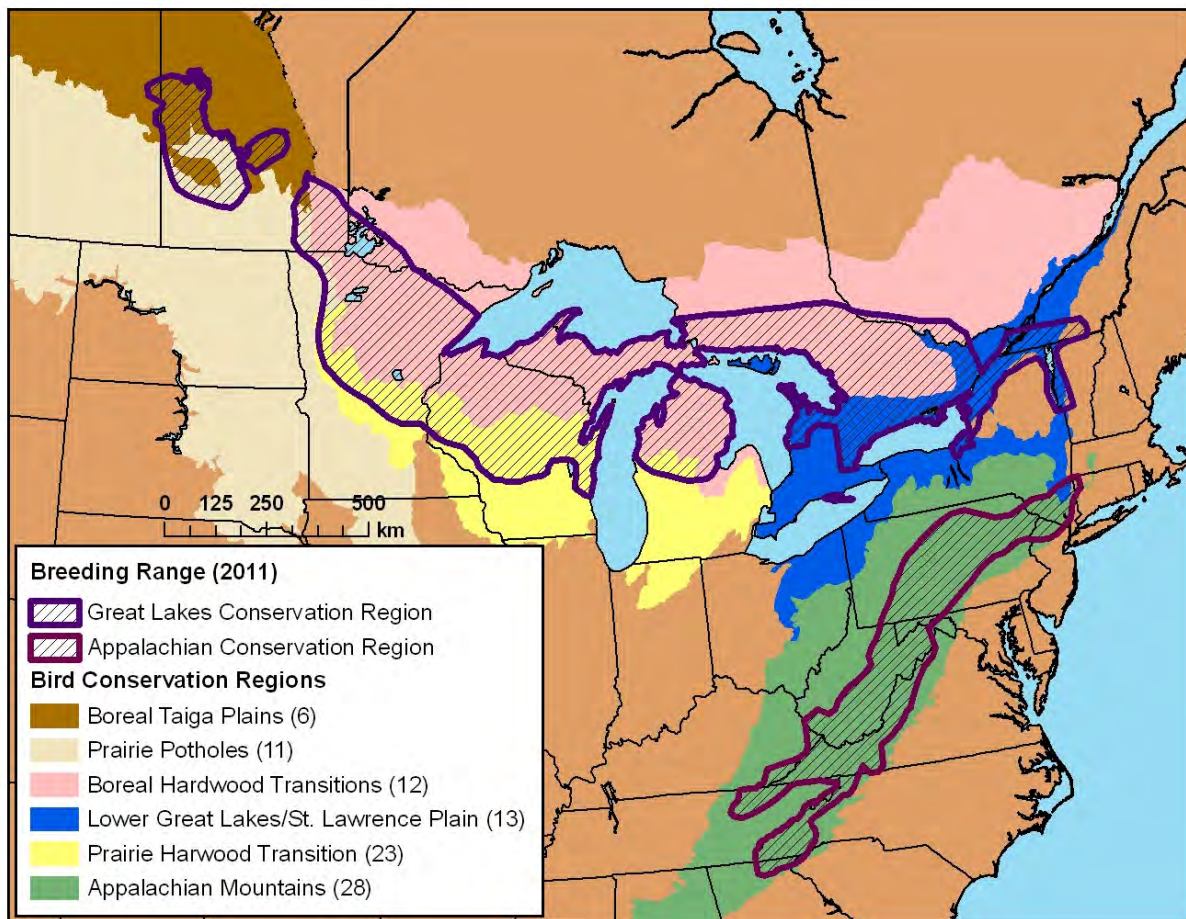 0 125 250 500
km
Breeding Range (2011)
Great Lakes Conservation Region
Appalachian Conservation Region
Bird Conservation Regions
Boreal Taiga Plains (6)
Prairie Potholes (11)
Boreal Hardwood Transitions (12)
Lower Great Lakes/St. Lawrence Plain (13)
Prairie Harwood Transition (23)
Appalachian Mountains (28)